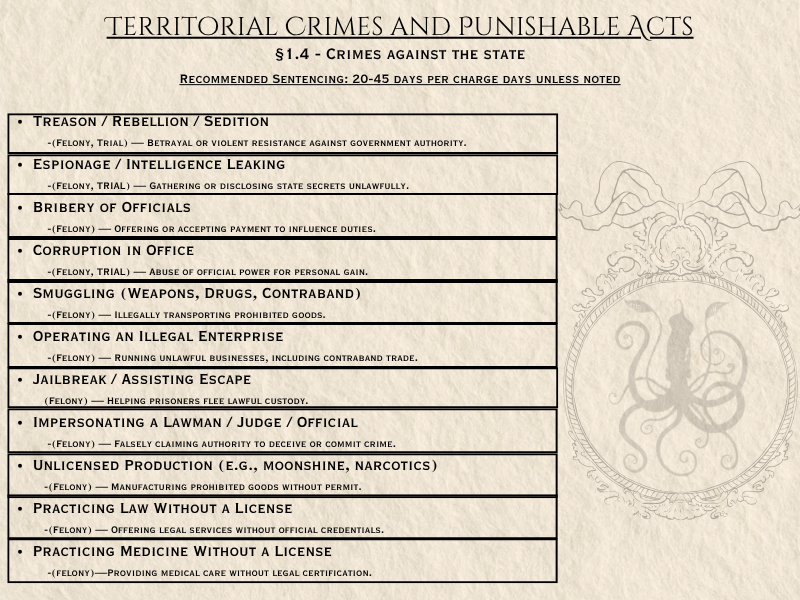 Territorial Crimes and Punishable Acts
§1.4 - Crimes against the state
Recommended Sentencing: 20-45 days per charge days unless noted
• Treason / Rebellion / Sedition
-(Felony, Trial) — Betrayal or violent resistance against government authority.
• Espionage / Intelligence Leaking
-(Felony, TRIAL) — Gathering or disclosing state secrets unlawfully.
• Bribery of Officials
-(Felony) — Offering or accepting payment to influence duties.
• Corruption in Office
-(Felony, TRIAL) — Abuse of official power for personal gain.
• Smuggling (Weapons, Drugs, Contraband)
-(Felony) — Illegally transporting prohibited goods.
• Operating an Illegal Enterprise
-(Felony) — Running unlawful businesses, including contraband trade.
• Jailbreak / Assisting Escape
(Felony) — Helping prisoners flee lawful custody.
• Impersonating a Lawman / Judge / Official
-(Felony) — Falsely claiming authority to deceive or commit crime.
• Unlicensed Production (e.g., moonshine, narcotics)
-(Felony) — Manufacturing prohibited goods without permit.
• Practicing Law Without a License
-(Felony) — Offering legal services without official credentials.
• Practicing Medicine Without a License
-(felony)—Providing medical care without legal certification.